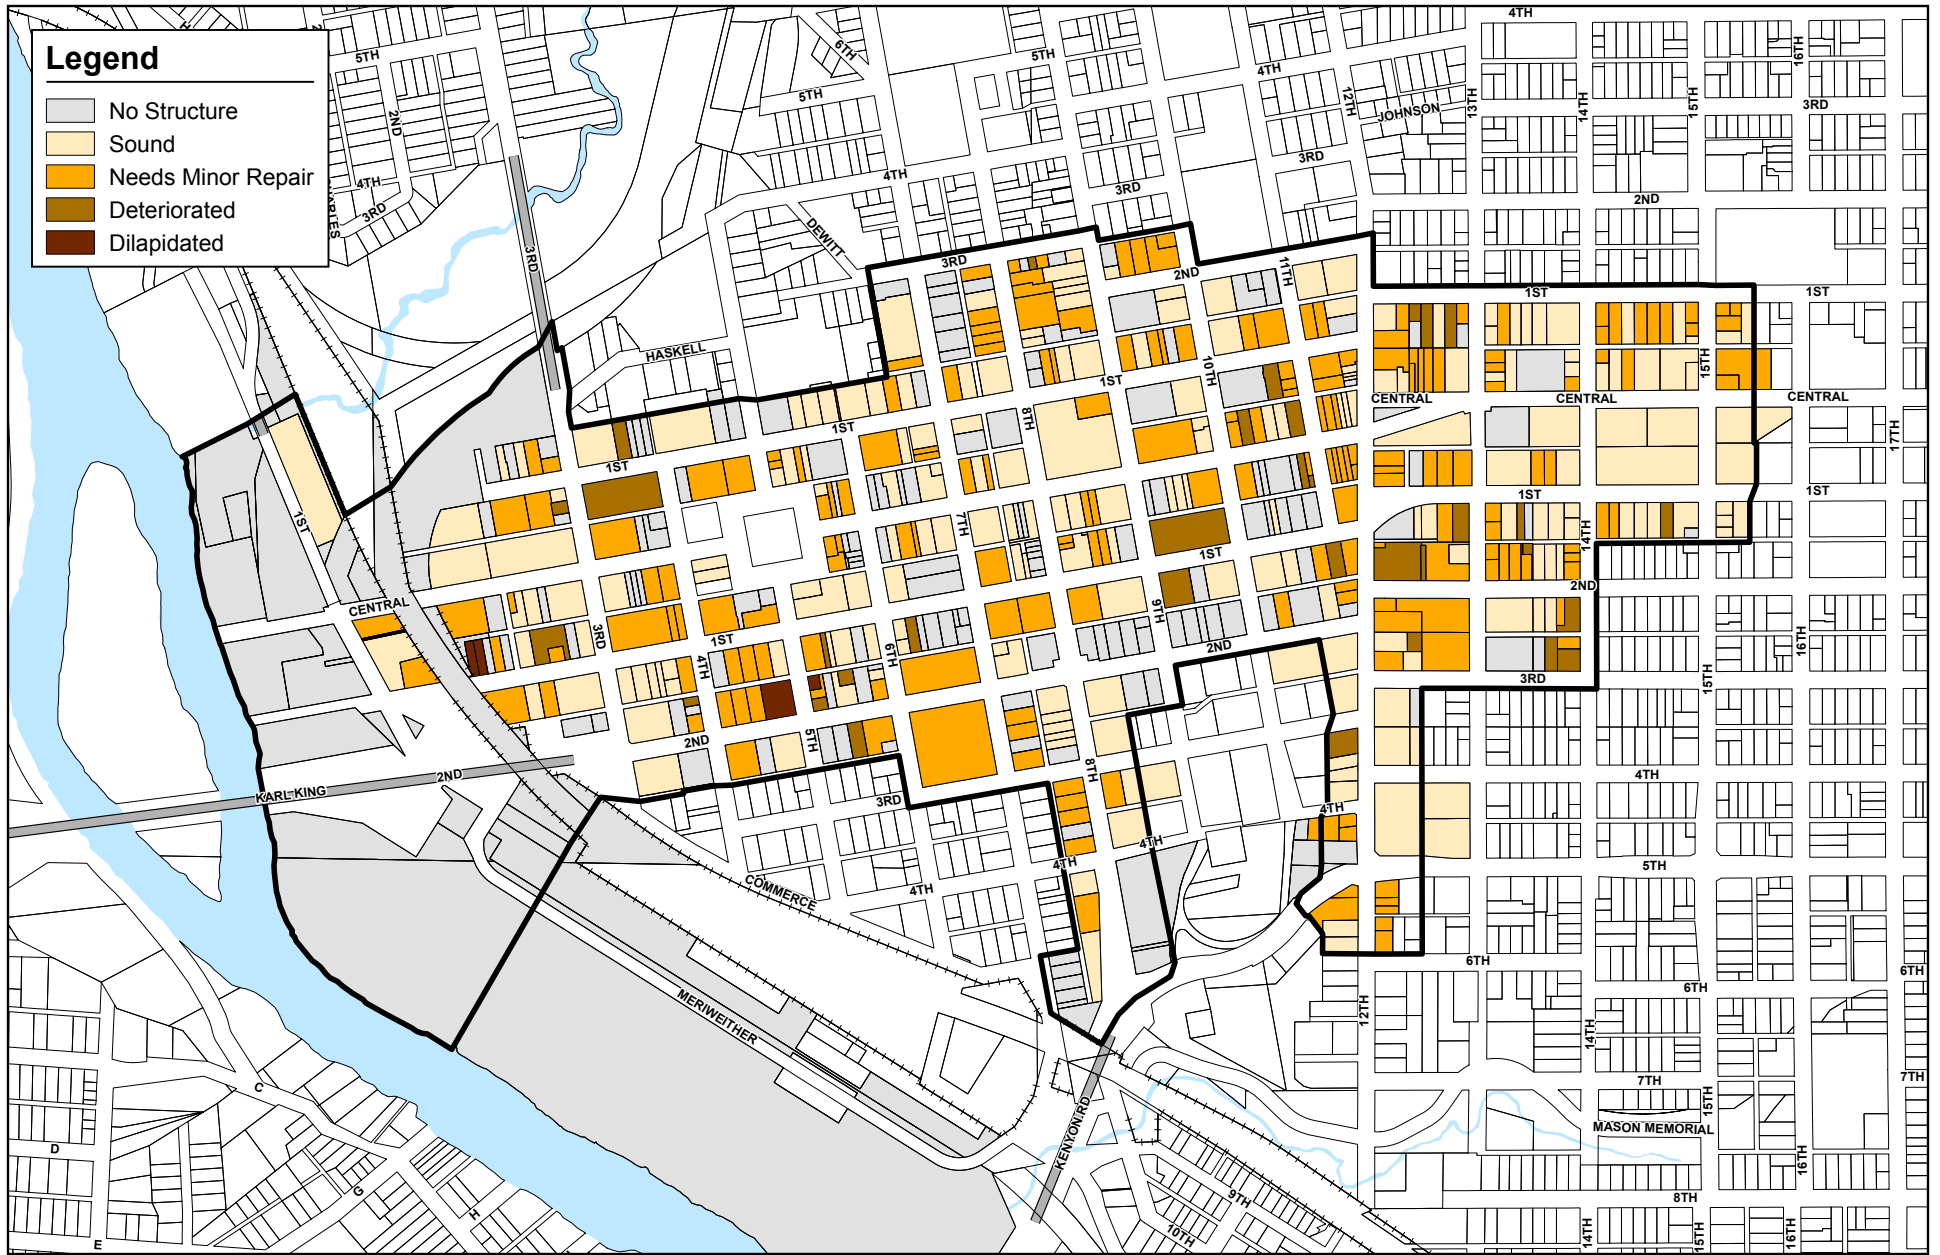 Legend
No Structure
Sound
Needs Minor Repair
Deteriorated
Dilapidated
4TH
H
5TH
6TH
5TH
4TH
16TH
5TH
2ND
12TH
JOHNSON
13TH
14TH
15TH
3RD
4TH
3RD
4TH
3RD
3RD
2ND
DEWITT
3RD
3RD
2ND
11TH
1ST
1ST
HASKELL
10TH
15TH
1ST
CENTRAL
CENTRAL
CENTRAL
8TH
1ST
17TH
1ST
1ST
1ST
1ST
7TH
14TH
1ST
2ND
CENTRAL
9TH
3RD
1ST
6TH
4TH
2ND
16TH
15TH
3RD
2ND
5TH
8TH
4TH
2ND
KARL KING
3RD
4TH
4TH
4TH
5TH
COMMERCE
4TH
6TH
6TH
6TH
MERIWEITHER
12TH
14TH
7TH
7TH
15TH
C
KENYON RD
MASON MEMORIAL
D
16TH
G
9TH
8TH
H
10TH
14TH
15TH
16TH
E